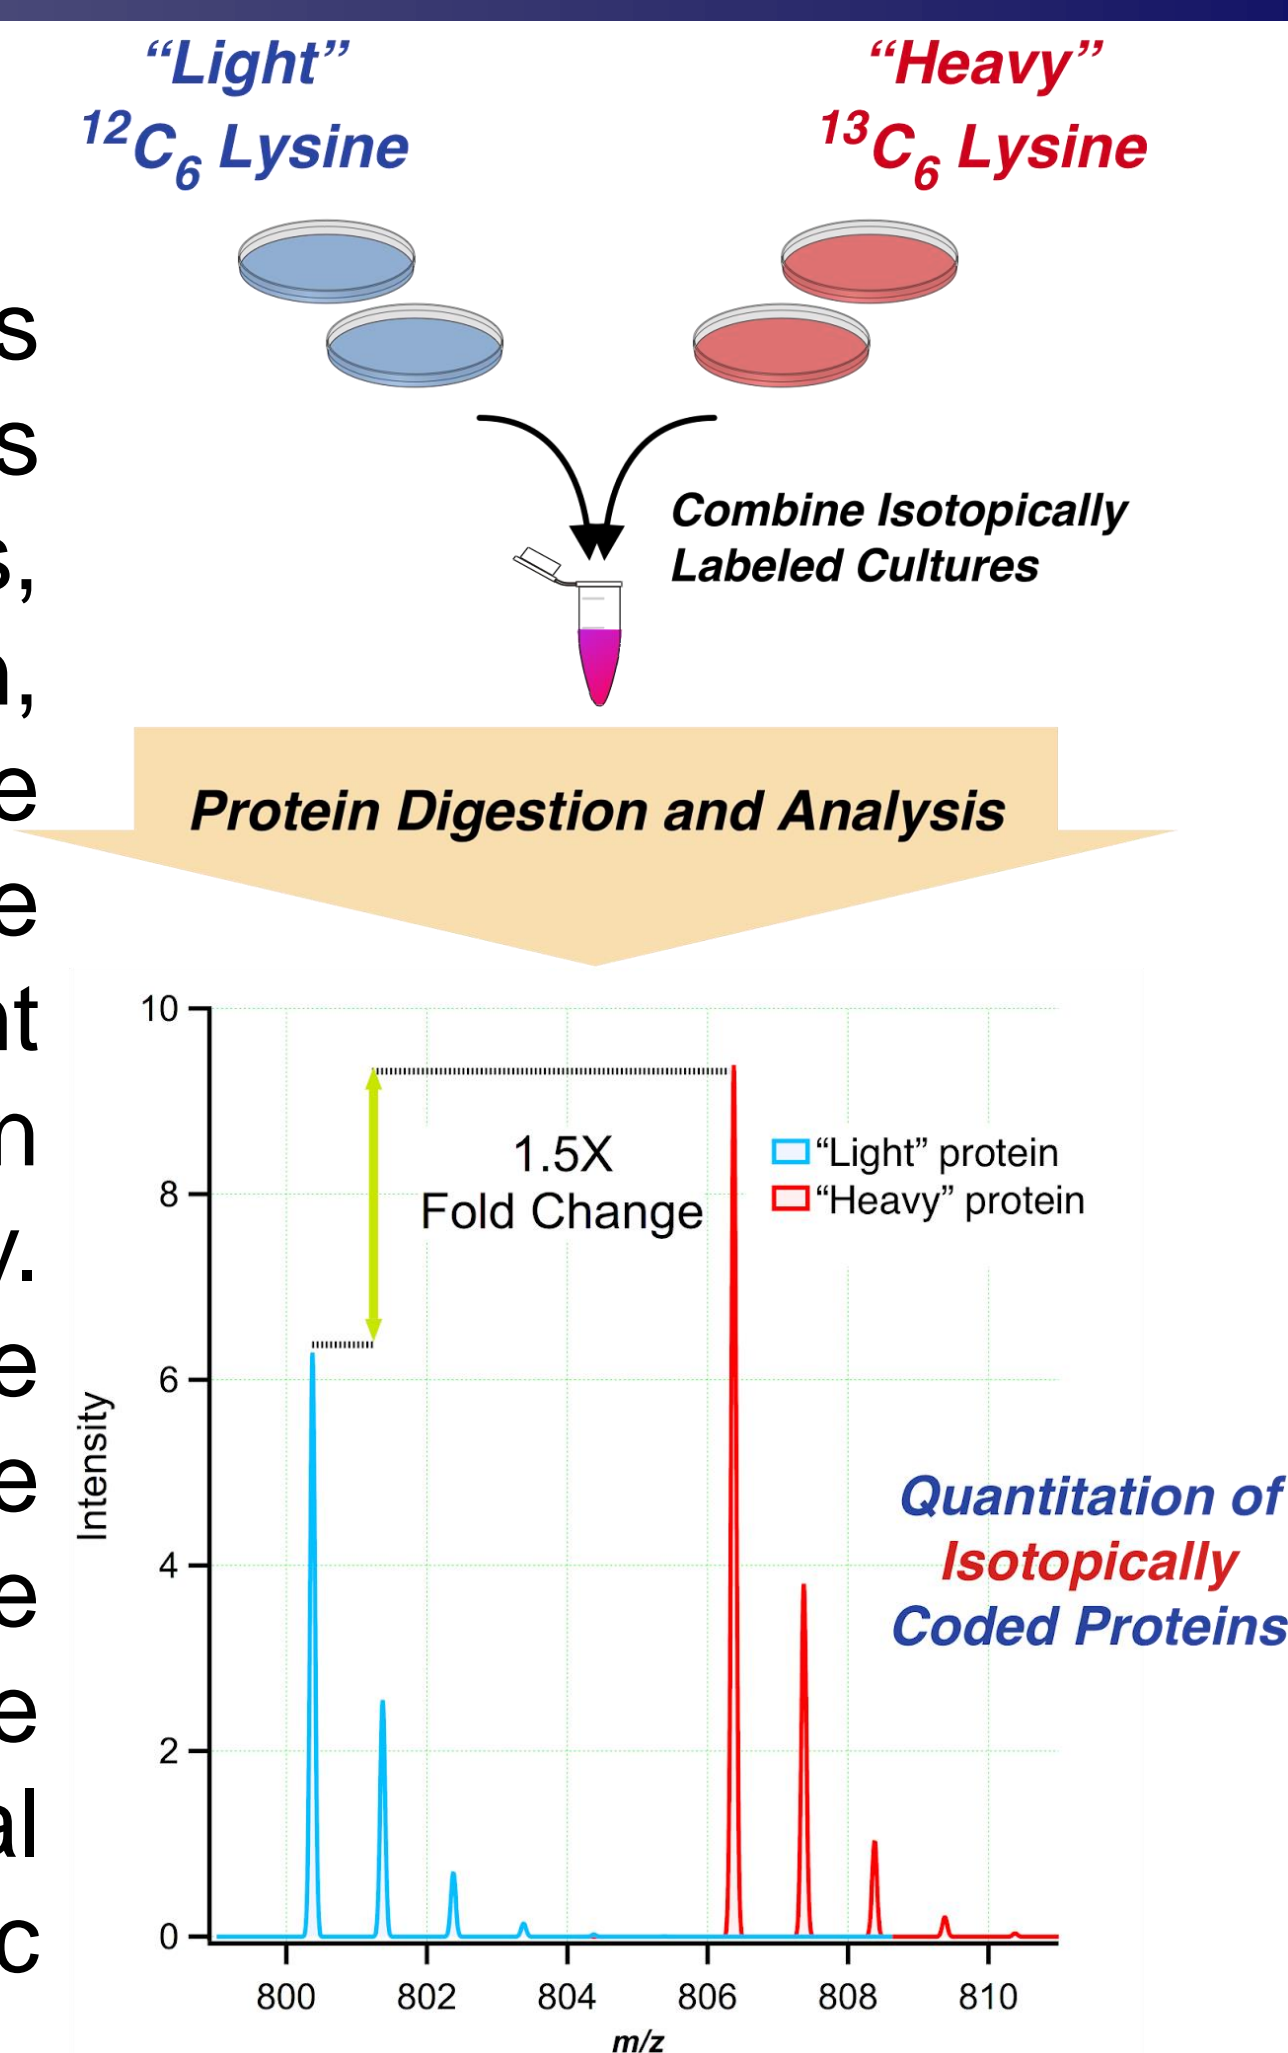 “Light”
¹²C₆ Lysine
“Heavy”
¹³C₆ Lysine
s
s
s,
n,
e
e
nt
n
y.
e
e
e
e
al
c
Combine Isotopically
Labeled Cultures
Protein Digestion and Analysis
10
8
6
4
2
0
Intensity
1.5X
Fold Change
“Light” protein
“Heavy” protein
Quantitation of
Isotopically
Coded Proteins
800 802 804 806 808 810
m/z